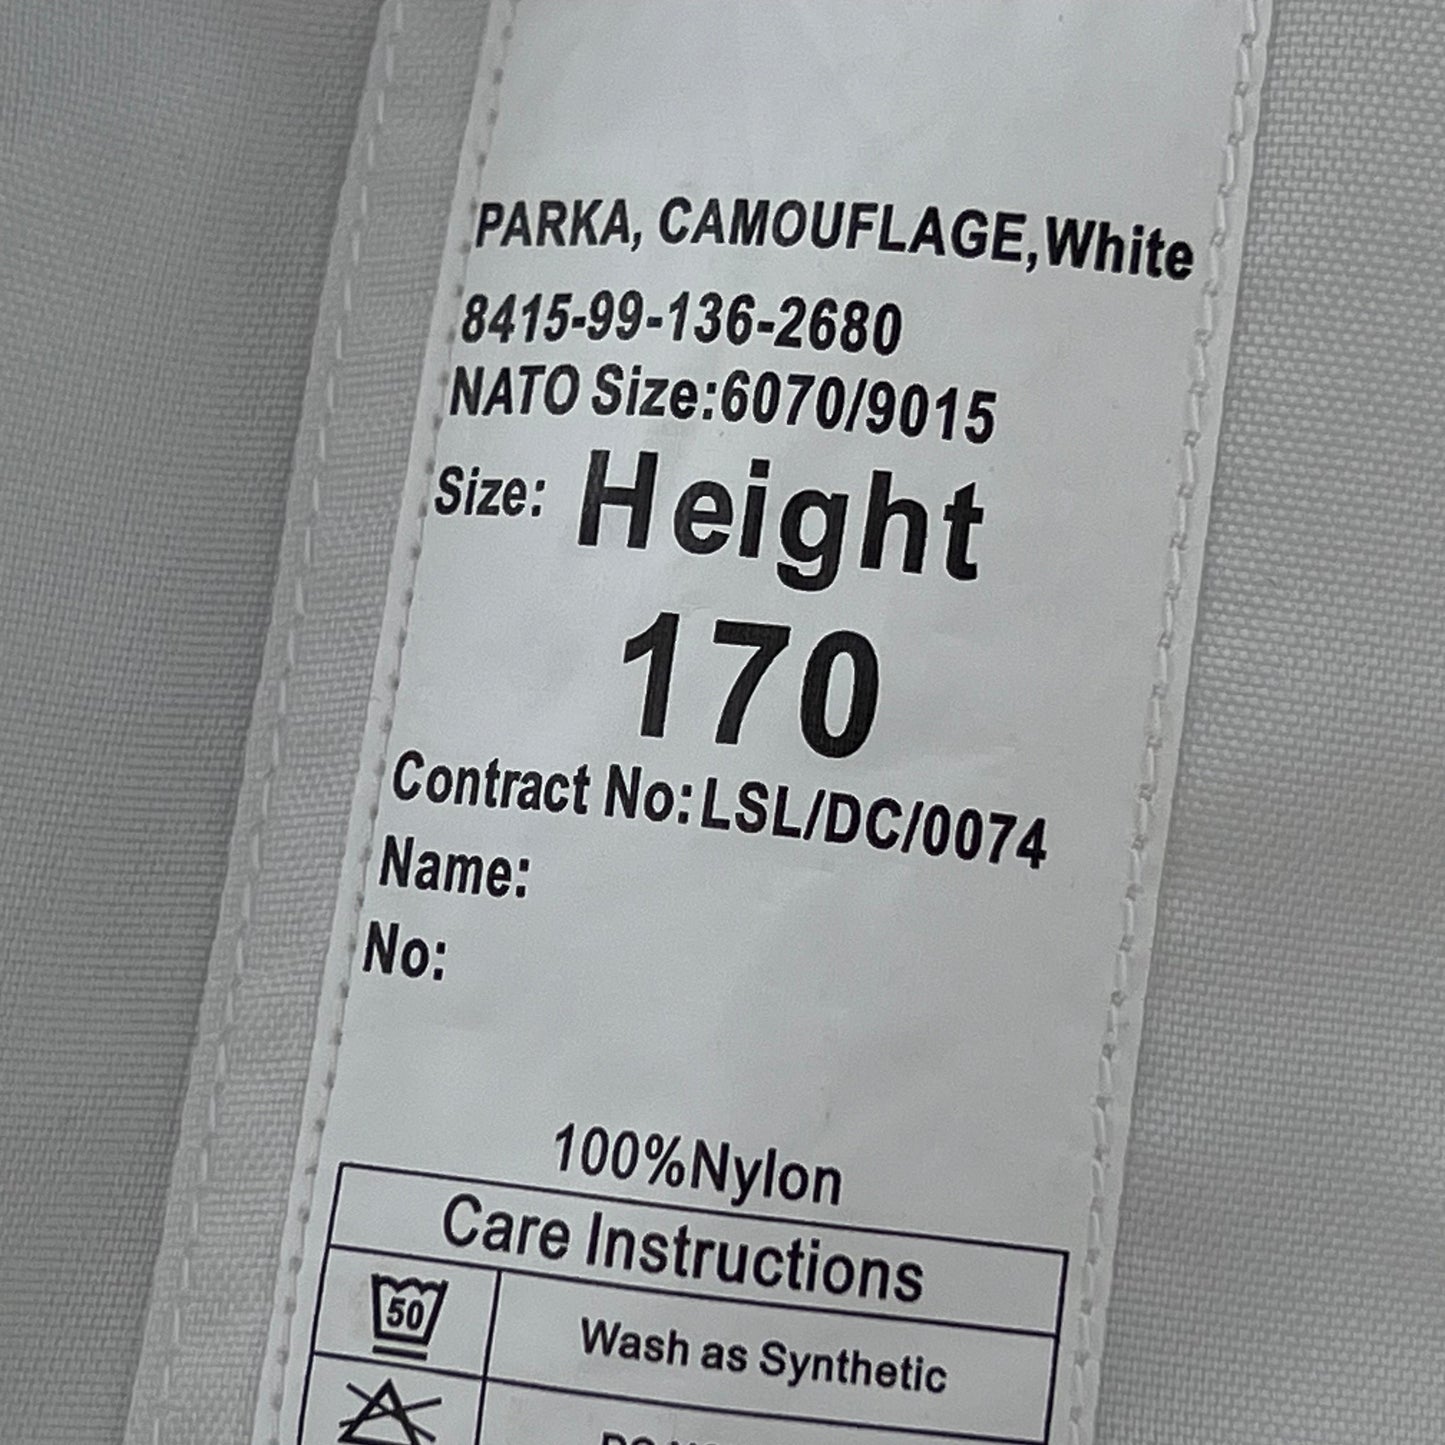 PARKA, CAMOUFLAGE,White
8415-99-136-2680
NATO Size:6070/9015
Size: Height
170
Contract No:LSL/DC/0074
Name:
No:
100%Nylon
Care Instructions
50
Wash as Synthetic